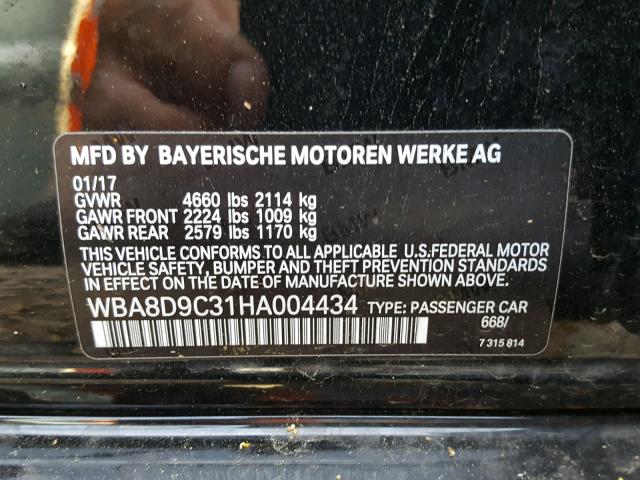 MFD BY BAYERISCHE MOTOREN WERKE AG
01/17
GVWR 4660 lbs 2114 kg
GAWR FRONT 2224 lbs 1009 kg
GAWR REAR 2579 lbs 1170 kg
THIS VEHICLE CONFORMS TO ALL APPLICABLE U.S.FEDERAL MOTOR
VEHICLE SAFETY, BUMPER AND THEFT PREVENTION STANDARDS
IN EFFECT ON THE DATE OF MANUFACTURE SHOWN ABOVE.
WBA8D9C31HA004434 TYPE: PASSENGER CAR
668/
7 315 814